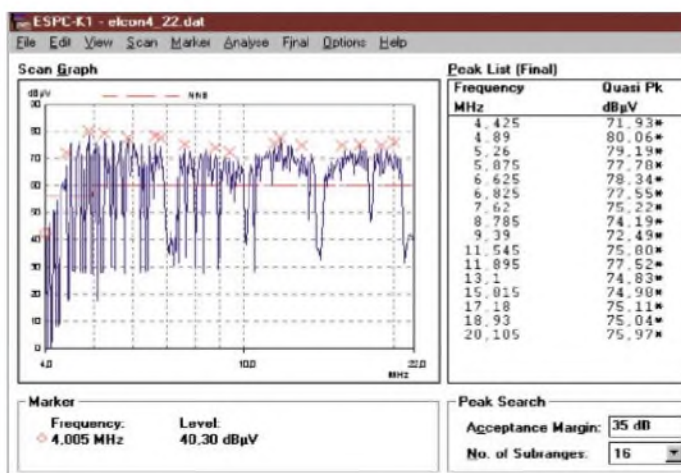 ESPC-K1 - elcon4_22.dat
File Edit View Scan Marker Analyse Final Options Help
Scan Graph
dBµV
NNB
90
80
70
60
50
40
30
20
10
0
4,0
10,0
22,0
MHz
Peak List (Final)
Frequency Quasi Pk
MHz dBµV
4,425 71,93*
4,89 80,06*
5,26 79,19*
5,875 77,78*
6,625 78,34*
6,825 77,55*
7,62 75,22*
8,785 74,19*
9,39 72,49*
11,545 75,80*
11,895 77,52*
13,1 74,83*
15,815 74,98*
17,18 75,11*
18,93 75,04*
20,105 75,97*
Marker
Frequency: Level:
4,005 MHz 40,30 dBµV
Peak Search
Acceptance Margin: 35 dB
No. of Subranges: 16